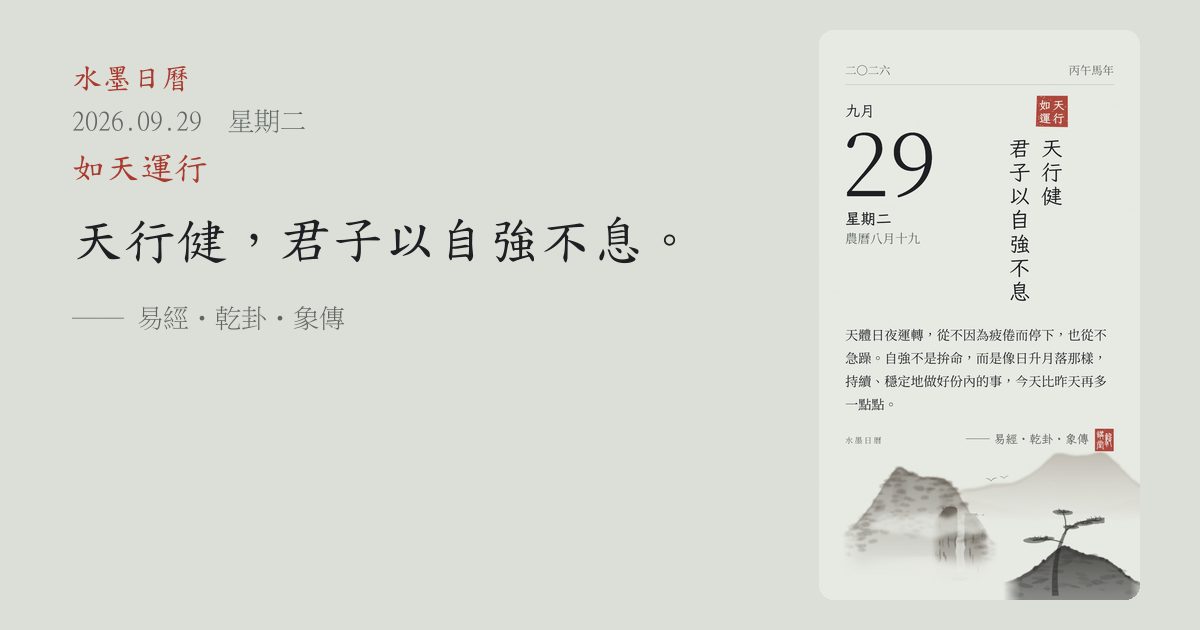 水墨日曆
2026.09.29　星期二
如天運行
天行健，君子以自強不息。
—— 易經・乾卦・象傳
二〇二六
丙午馬年
九月
29
星期二
農曆八月十九
如天運行
天行健
君子以自強不息
天體日夜運轉，從不因為疲倦而停下，也從不
急躁。自強不是拚命，而是像日升月落那樣，
持續、穩定地做好份內的事，今天比昨天再多
一點點。
水墨日曆
—— 易經・乾卦・象傳